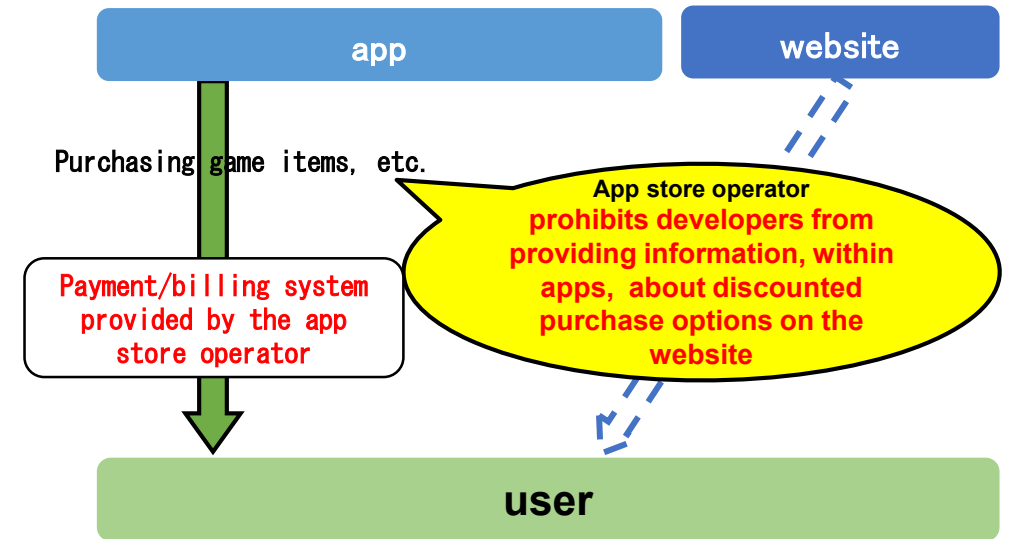 app
website
Purchasing game items, etc.
App store operator
prohibits developers from
providing information, within
apps, about discounted
purchase options on the
website
Payment/billing system
provided by the app
store operator
user